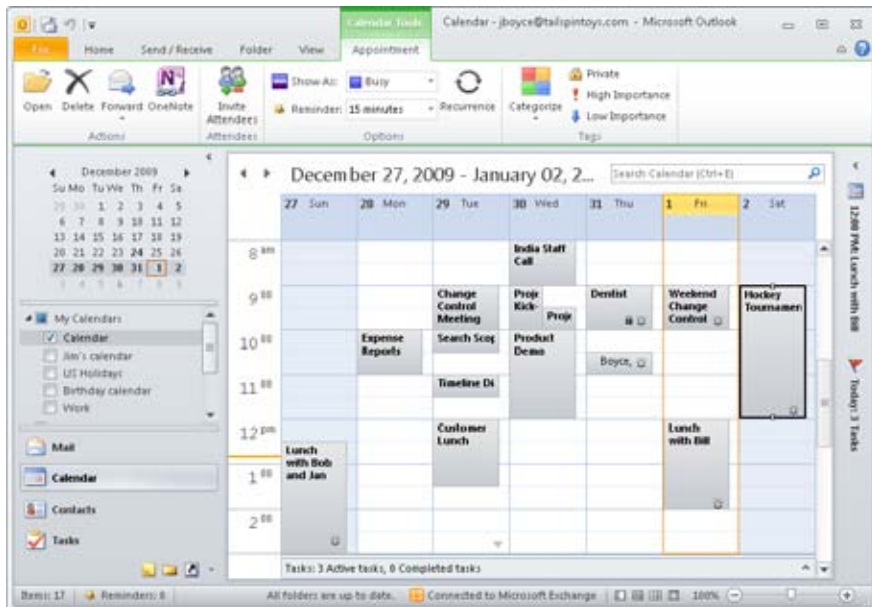 Calendar Tools
Calendar - jboyce@tailspintoys.com - Microsoft Outlook
File Home Send / Receive Folder View Appointment
Open Delete Forward OneNote
Invite Attendees
Show As: Busy
Reminder: 15 minutes
Recurrence
Categorize
Private
High Importance
Low Importance
Actions Attendees Options Tags
December 2009
Su Mo Tu We Th Fr Sa
29 30 1 2 3 4 5
6 7 8 9 10 11 12
13 14 15 16 17 18 19
20 21 22 23 24 25 26
27 28 29 30 31 1 2
3 4 5 6 7 8 9
My Calendars
Calendar
Jim's calendar
US Holidays
Birthday calendar
Work
Mail
Calendar
Contacts
Tasks
December 27, 2009 - January 02, 2...
Search Calendar (Ctrl+E)
27 Sun 28 Mon 29 Tue 30 Wed 31 Thu 1 Fri 2 Sat
8 am
9 00
10 00
11 00
12 pm
1 00
2 00
Lunch with Bob and Jan
Expense Reports
Change Control Meeting
Search Scop
Timeline Di
Customer Lunch
India Staff Call
Proje Kick-
Proje
Product Demo
Dentist
Boyce,
Weekend Change Control
Lunch with Bill
Hockey Tournamen
Tasks: 3 Active tasks, 0 Completed tasks
12:00 PM: Lunch with Bill
Today: 3 Tasks
Items: 17 Reminders: 8 All folders are up to date. Connected to Microsoft Exchange 100%